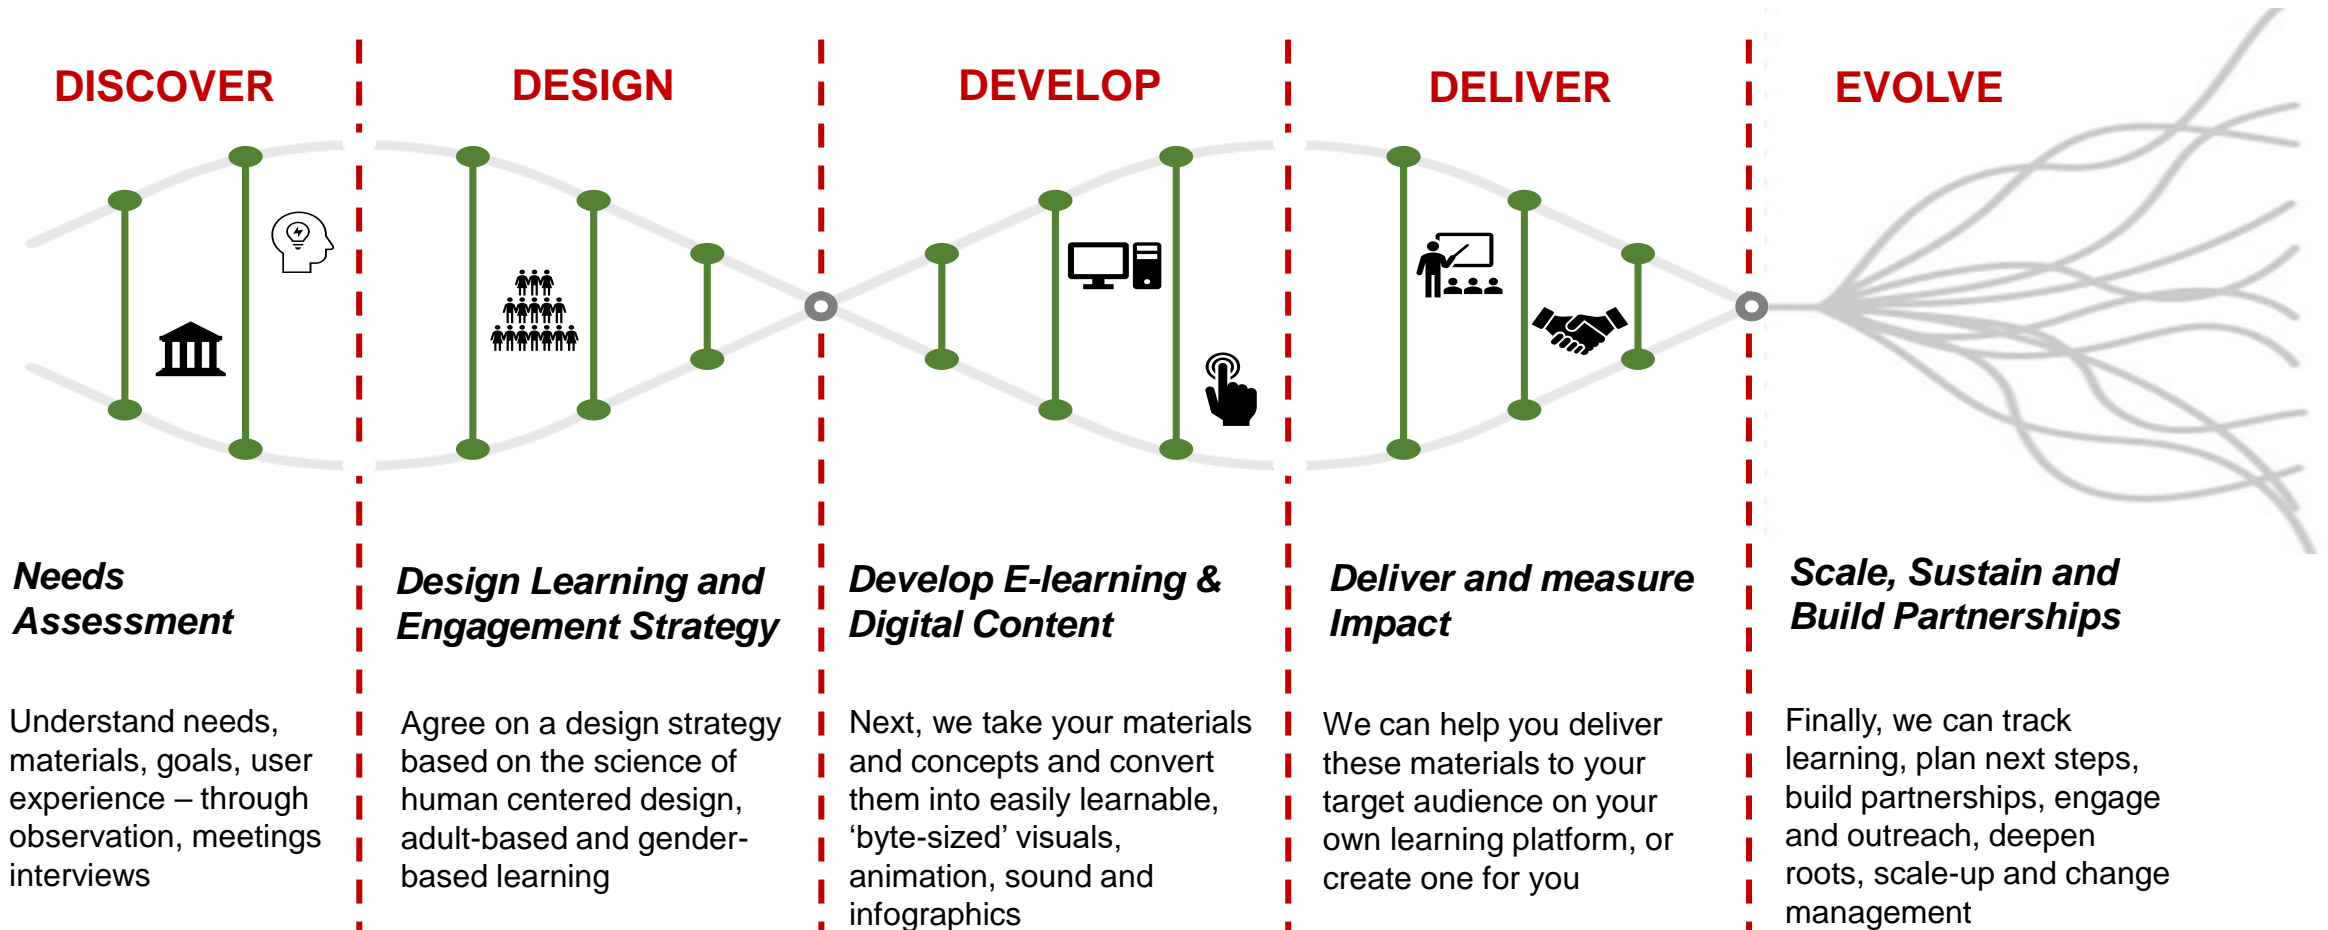 DISCOVER
DESIGN
DEVELOP
DELIVER
EVOLVE
Needs
Assessment
Design Learning and
Engagement Strategy
Develop E-learning &
Digital Content
Deliver and measure
Impact
Scale, Sustain and
Build Partnerships
Understand needs,
materials, goals, user
experience – through
observation, meetings
interviews
Agree on a design strategy
based on the science of
human centered design,
adult-based and gender-
based learning
Next, we take your materials
and concepts and convert
them into easily learnable,
‘byte-sized’ visuals,
animation, sound and
infographics
We can help you deliver
these materials to your
target audience on your
own learning platform, or
create one for you
Finally, we can track
learning, plan next steps,
build partnerships, engage
and outreach, deepen
roots, scale-up and change
management